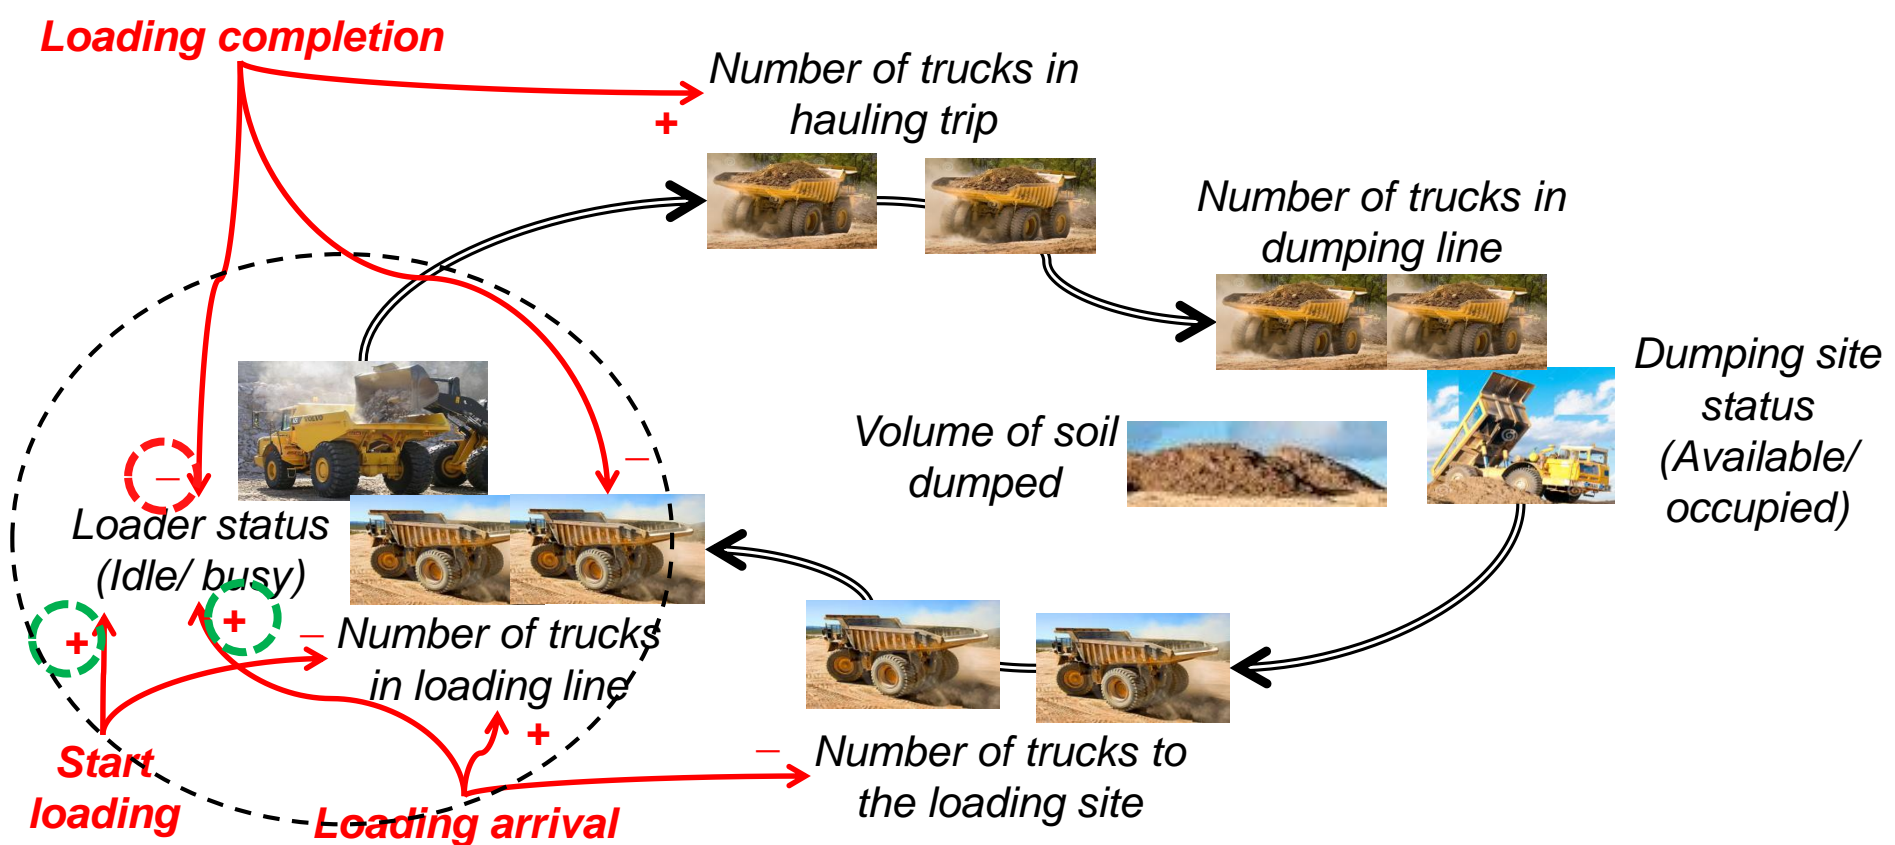 Loading completion
Number of trucks in
hauling trip
+
Number of trucks in
dumping line
Dumping site
status
(Available/
occupied)
Volume of soil
dumped
–
–
Loader status
(Idle/ busy)
+
+
–
Number of trucks
in loading line
+
Start
loading
Loading arrival
–
Number of trucks to
the loading site